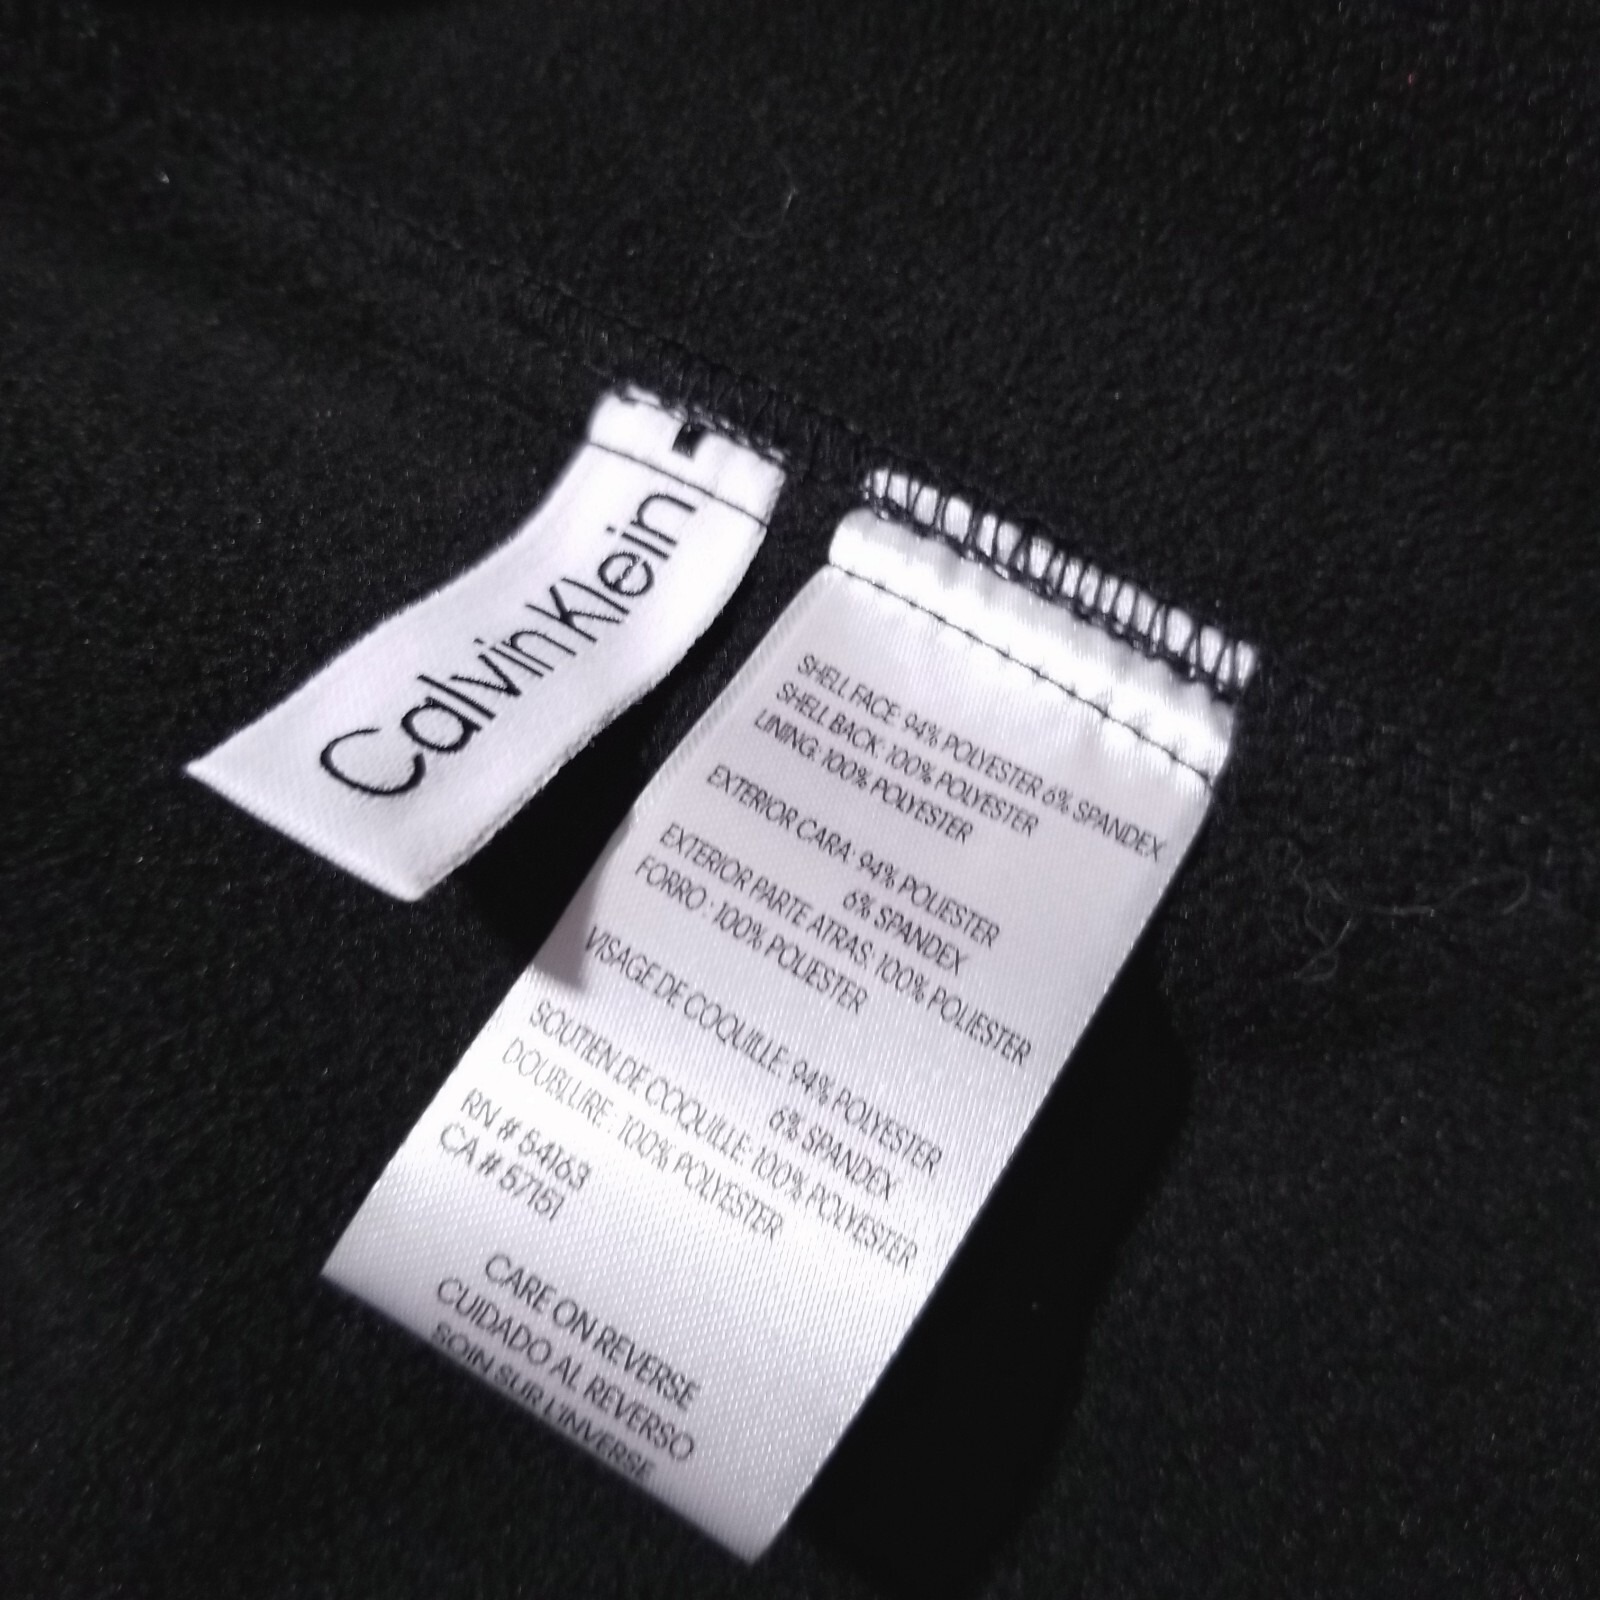 Calvin Klein
SHELL FACE: 94% POLYESTER 6% SPANDEX
SHELL BACK: 100% POLYESTER
LINING: 100% POLYESTER
EXTERIOR CARA: 94% POLIESTER
6% SPANDEX
EXTERIOR PARTE ATRAS: 100% POLIESTER
FORRO : 100% POLIESTER
VISAGE DE COQUILLE: 94% POLYESTER
6% SPANDEX
SOUTIEN DE COQUILLE: 100% POLYESTER
DOUBLURE : 100% POLYESTER
RN # 54163
CA # 57151
CARE ON REVERSE
CUIDADO AL REVERSO
SOIN SUR L'INVERSE